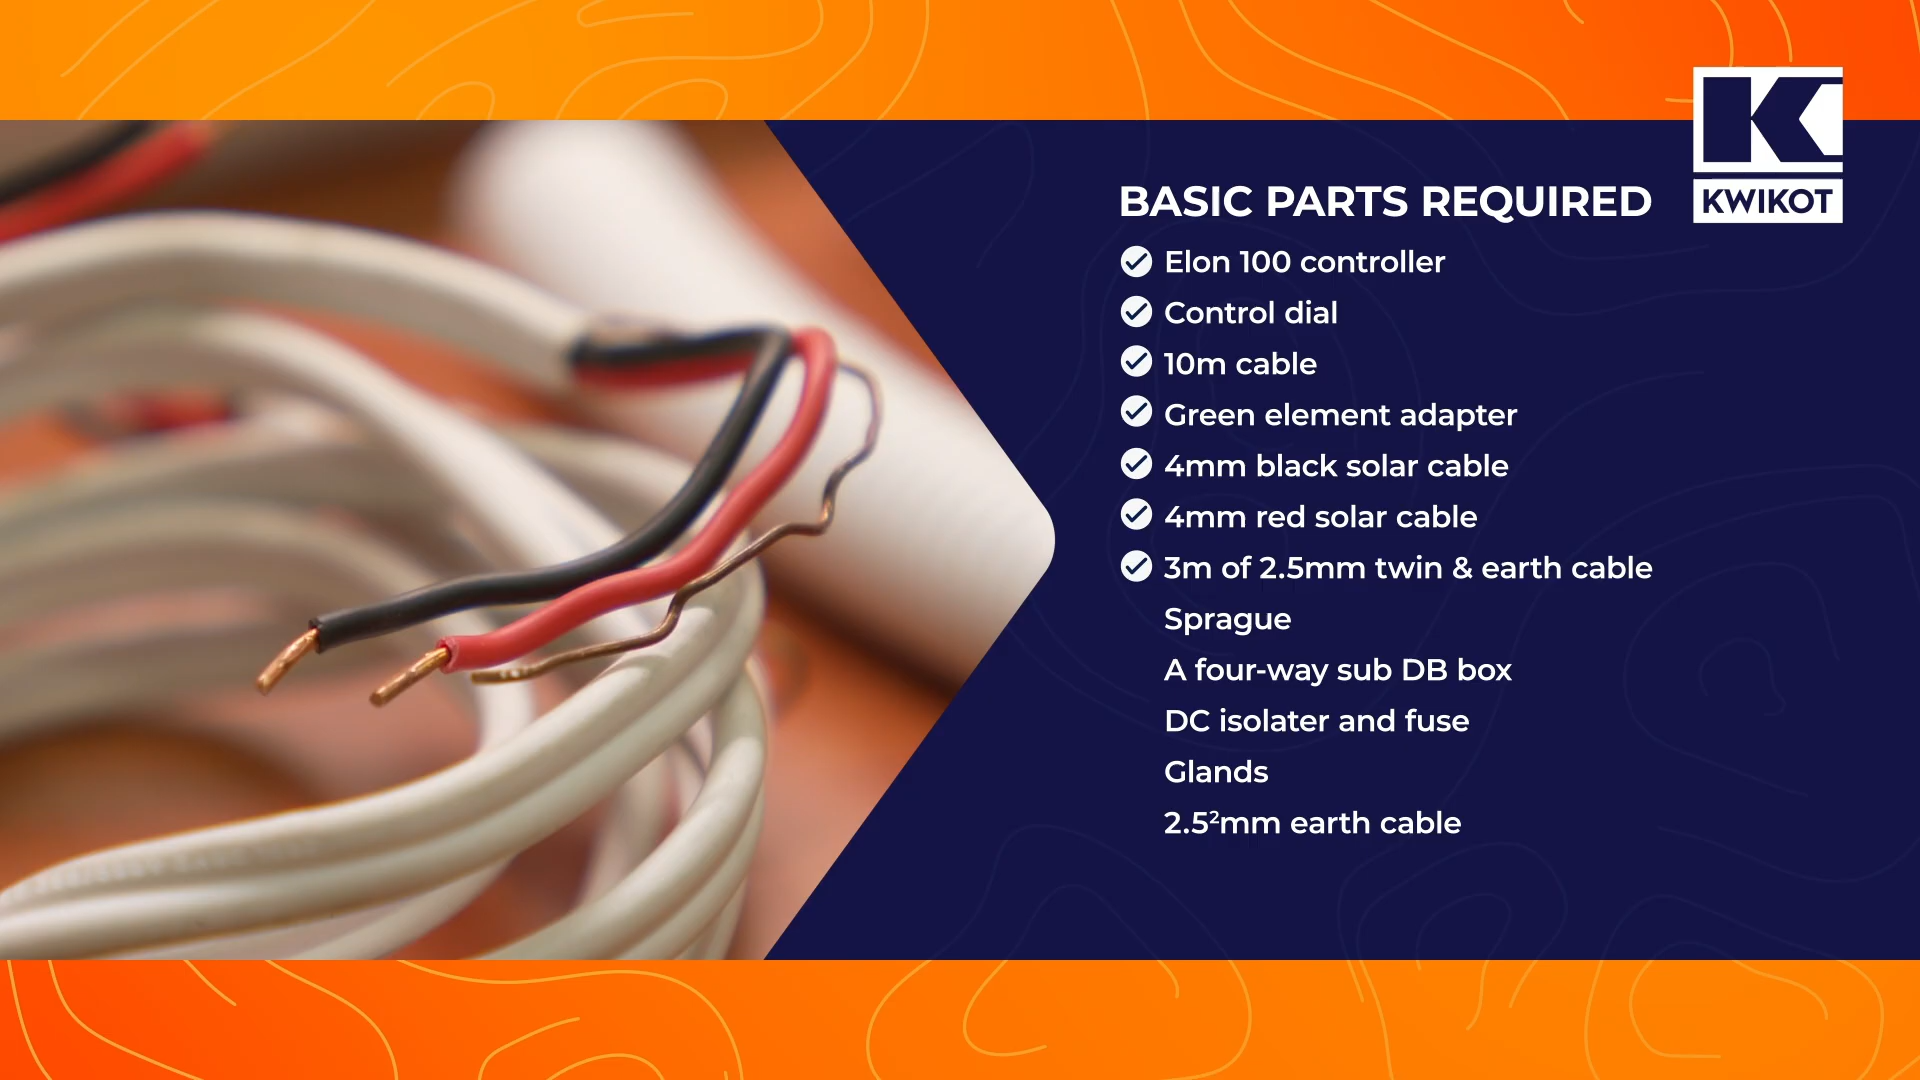 BASIC PARTS REQUIRED
KWIKOT
Elon 100 controller
Control dial
10m cable
Green element adapter
4mm black solar cable
4mm red solar cable
3m of 2.5mm twin & earth cable
Sprague
A four-way sub DB box
DC isolater and fuse
Glands
2.5²mm earth cable